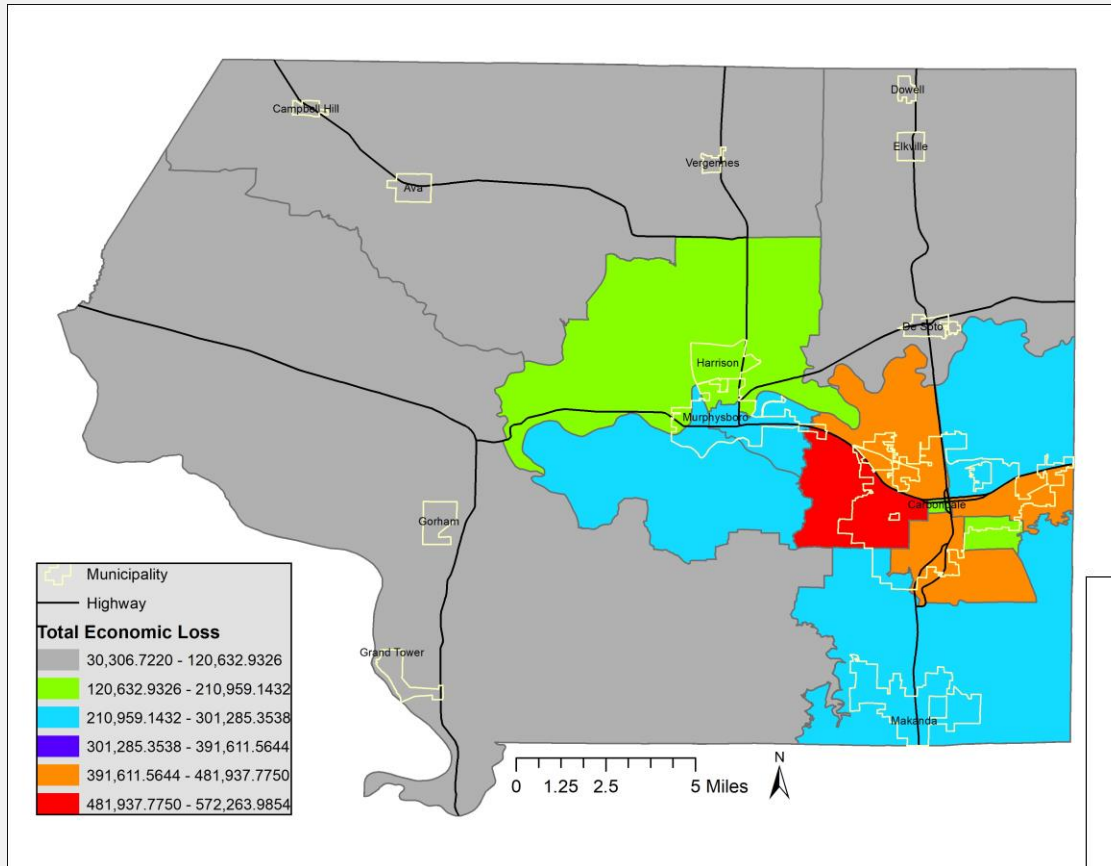 Dowell
Campbell Hill
Elkville
Vergennes
Ava
De Soto
Harrison
Murphysboro
Carbondale
Gorham
Municipality
Highway
Total Economic Loss
30,306.7220 - 120,632.9326
120,632.9326 - 210,959.1432
210,959.1432 - 301,285.3538
301,285.3538 - 391,611.5644
391,611.5644 - 481,937.7750
481,937.7750 - 572,263.9854
Grand Tower
Makanda
N
0 1.25 2.5 5 Miles